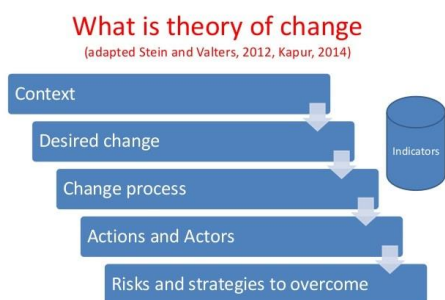 What is theory of change
(adapted Stein and Valters, 2012, Kapur, 2014)
Context
Desired change
Indicators
Change process
Actions and Actors
Risks and strategies to overcome